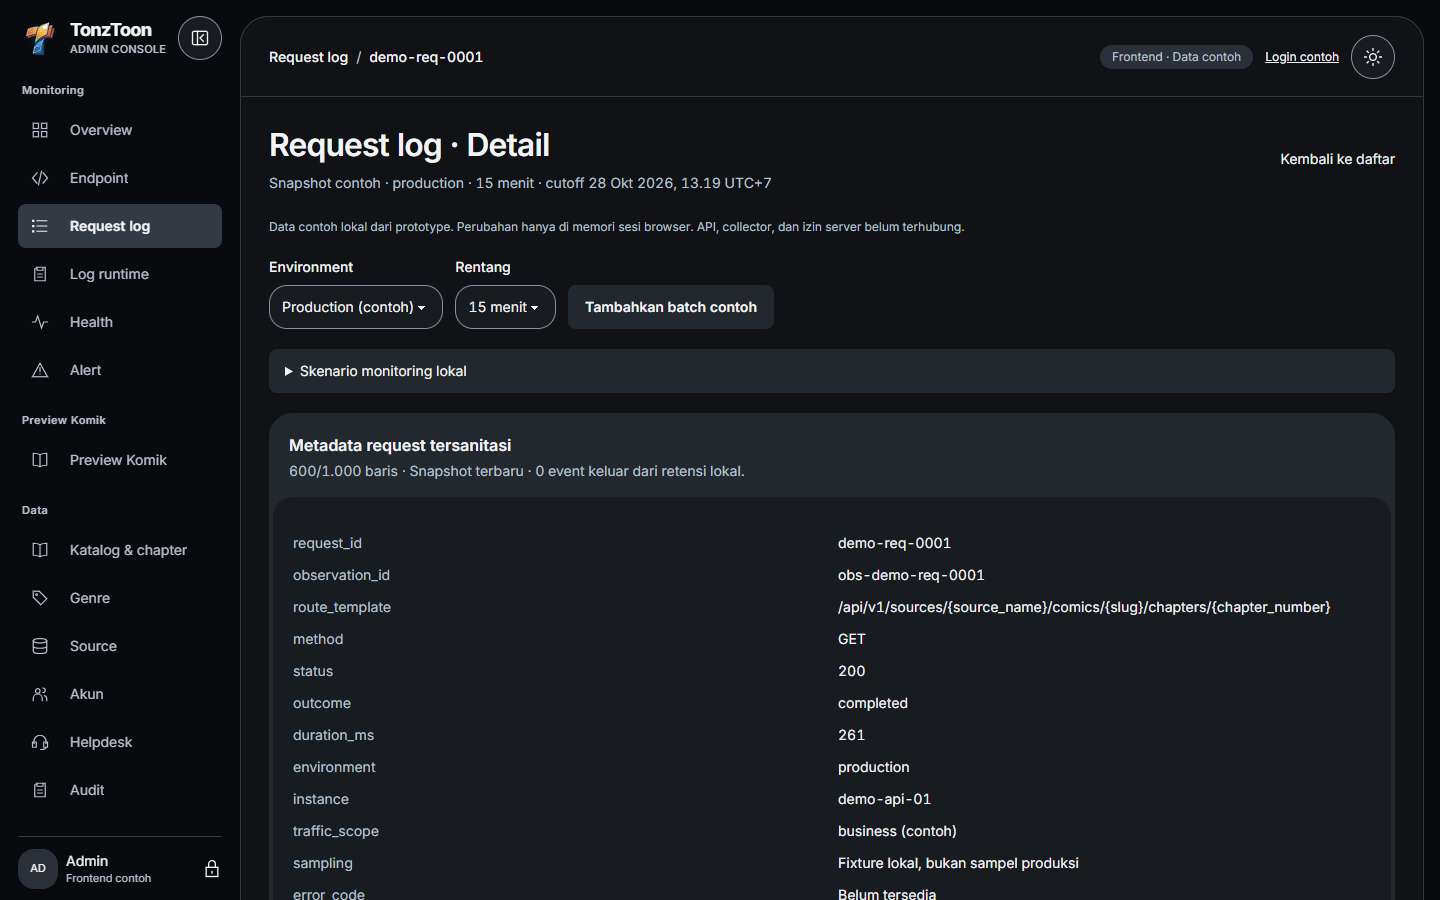 TonzToon
ADMIN CONSOLE
Monitoring
Overview
Endpoint
Request log
Log runtime
Health
Alert
Preview Komik
Preview Komik
Data
Katalog & chapter
Genre
Source
Akun
Helpdesk
Audit
AD
Admin
Frontend contoh
Request log / demo-req-0001
Frontend · Data contoh
Login contoh
Request log · Detail
Snapshot contoh · production · 15 menit · cutoff 28 Okt 2026, 13.19 UTC+7
Kembali ke daftar
Data contoh lokal dari prototype. Perubahan hanya di memori sesi browser. API, collector, dan izin server belum terhubung.
Environment
Rentang
Production (contoh)
15 menit
Tambahkan batch contoh
Skenario monitoring lokal
Metadata request tersanitasi
600/1.000 baris · Snapshot terbaru · 0 event keluar dari retensi lokal.
request_id demo-req-0001
observation_id obs-demo-req-0001
route_template /api/v1/sources/{source_name}/comics/{slug}/chapters/{chapter_number}
method GET
status 200
outcome completed
duration_ms 261
environment production
instance demo-api-01
traffic_scope business (contoh)
sampling Fixture lokal, bukan sampel produksi
error_code Belum tersedia